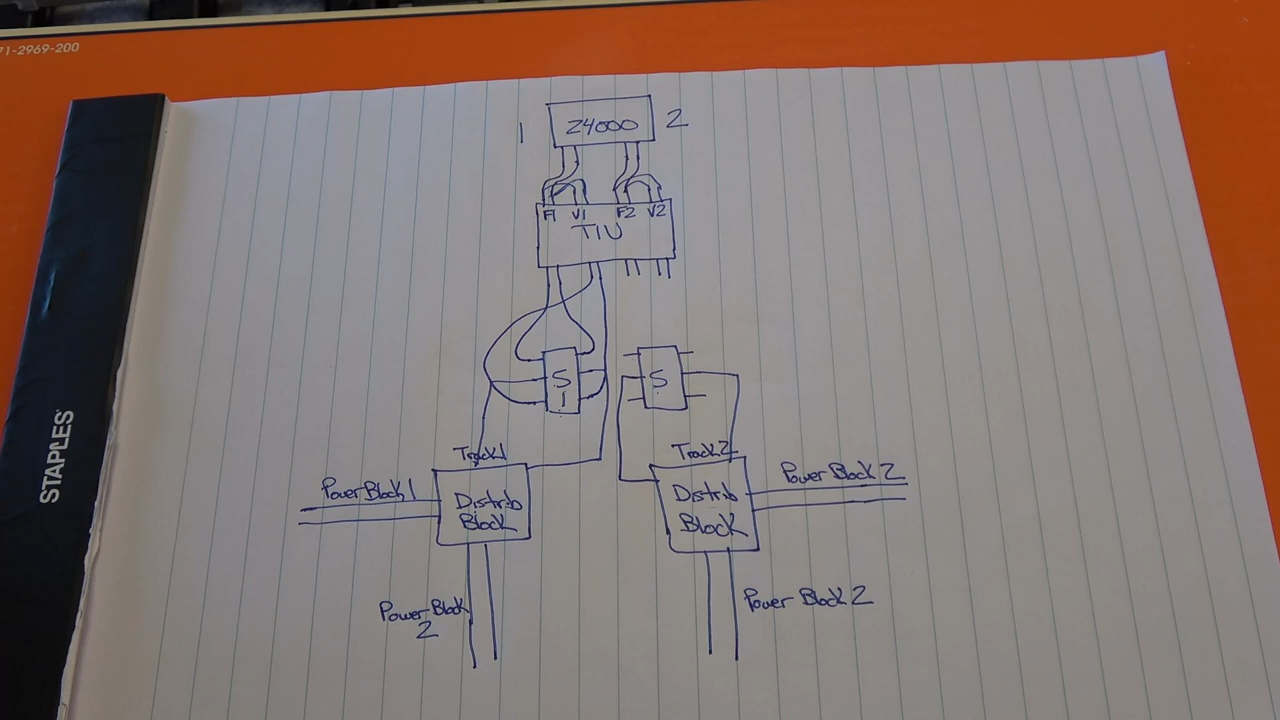 71-2969-200
STAPLES
1
Z4000
2
F1 V1 F2 V2
TIU
S
1
S
Track1
Track2
Power Block 1
Distrib
Block
Distrib
Block
Power Block 2
Power Block
2
Power Block 2